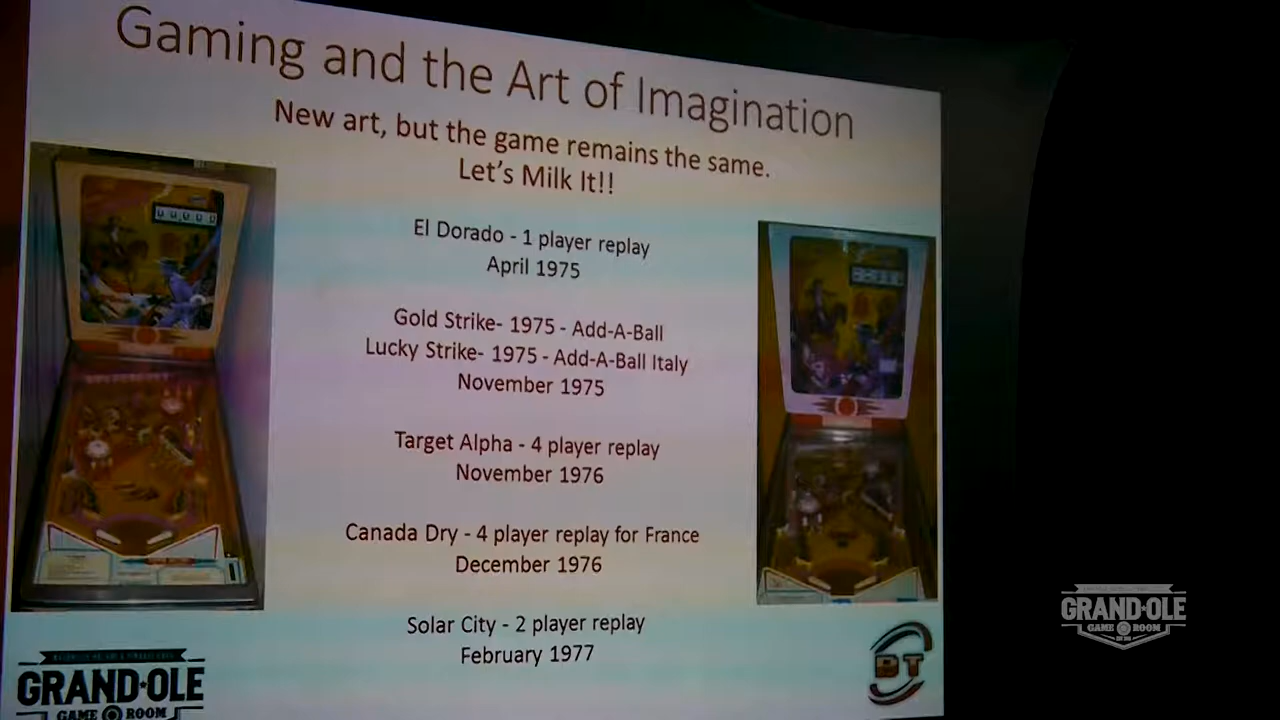 Gaming and the Art of Imagination
New art, but the game remains the same.
Let's Milk It!!
El Dorado - 1 player replay
April 1975
Gold Strike- 1975 - Add-A-Ball
Lucky Strike- 1975 - Add-A-Ball Italy
November 1975
Target Alpha - 4 player replay
November 1976
Canada Dry - 4 player replay for France
December 1976
Solar City - 2 player replay
February 1977
GRAND OLE
GAME ROOM
DT
GRAND OLE
GAME ROOM